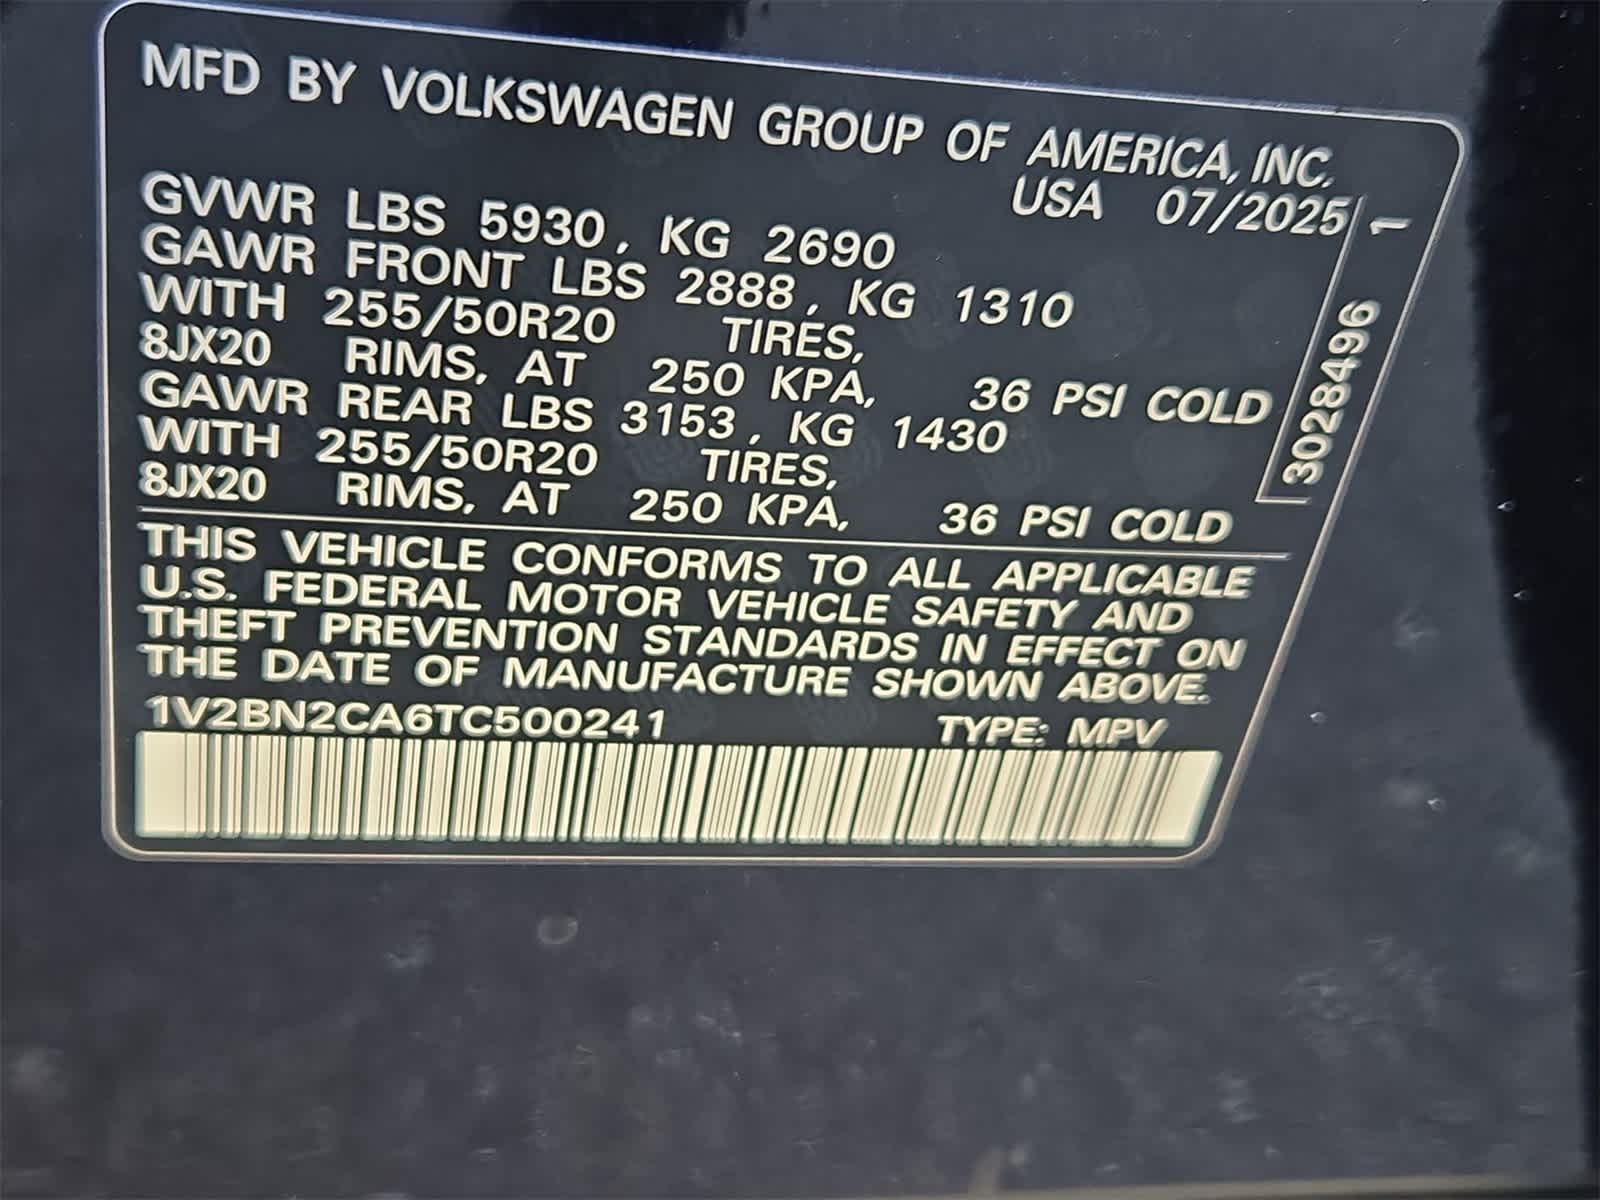 MFD BY VOLKSWAGEN GROUP OF AMERICA, INC.
USA 07/2025
GVWR LBS 5930, KG 2690
GAWR FRONT LBS 2888, KG 1310
WITH 255/50R20 TIRES,
8JX20 RIMS, AT 250 KPA, 36 PSI COLD
GAWR REAR LBS 3153, KG 1430
WITH 255/50R20 TIRES,
8JX20 RIMS, AT 250 KPA, 36 PSI COLD
THIS VEHICLE CONFORMS TO ALL APPLICABLE
U.S. FEDERAL MOTOR VEHICLE SAFETY AND
THEFT PREVENTION STANDARDS IN EFFECT ON
THE DATE OF MANUFACTURE SHOWN ABOVE.
1V2BN2CA6TC500241 TYPE: MPV
3028496 1